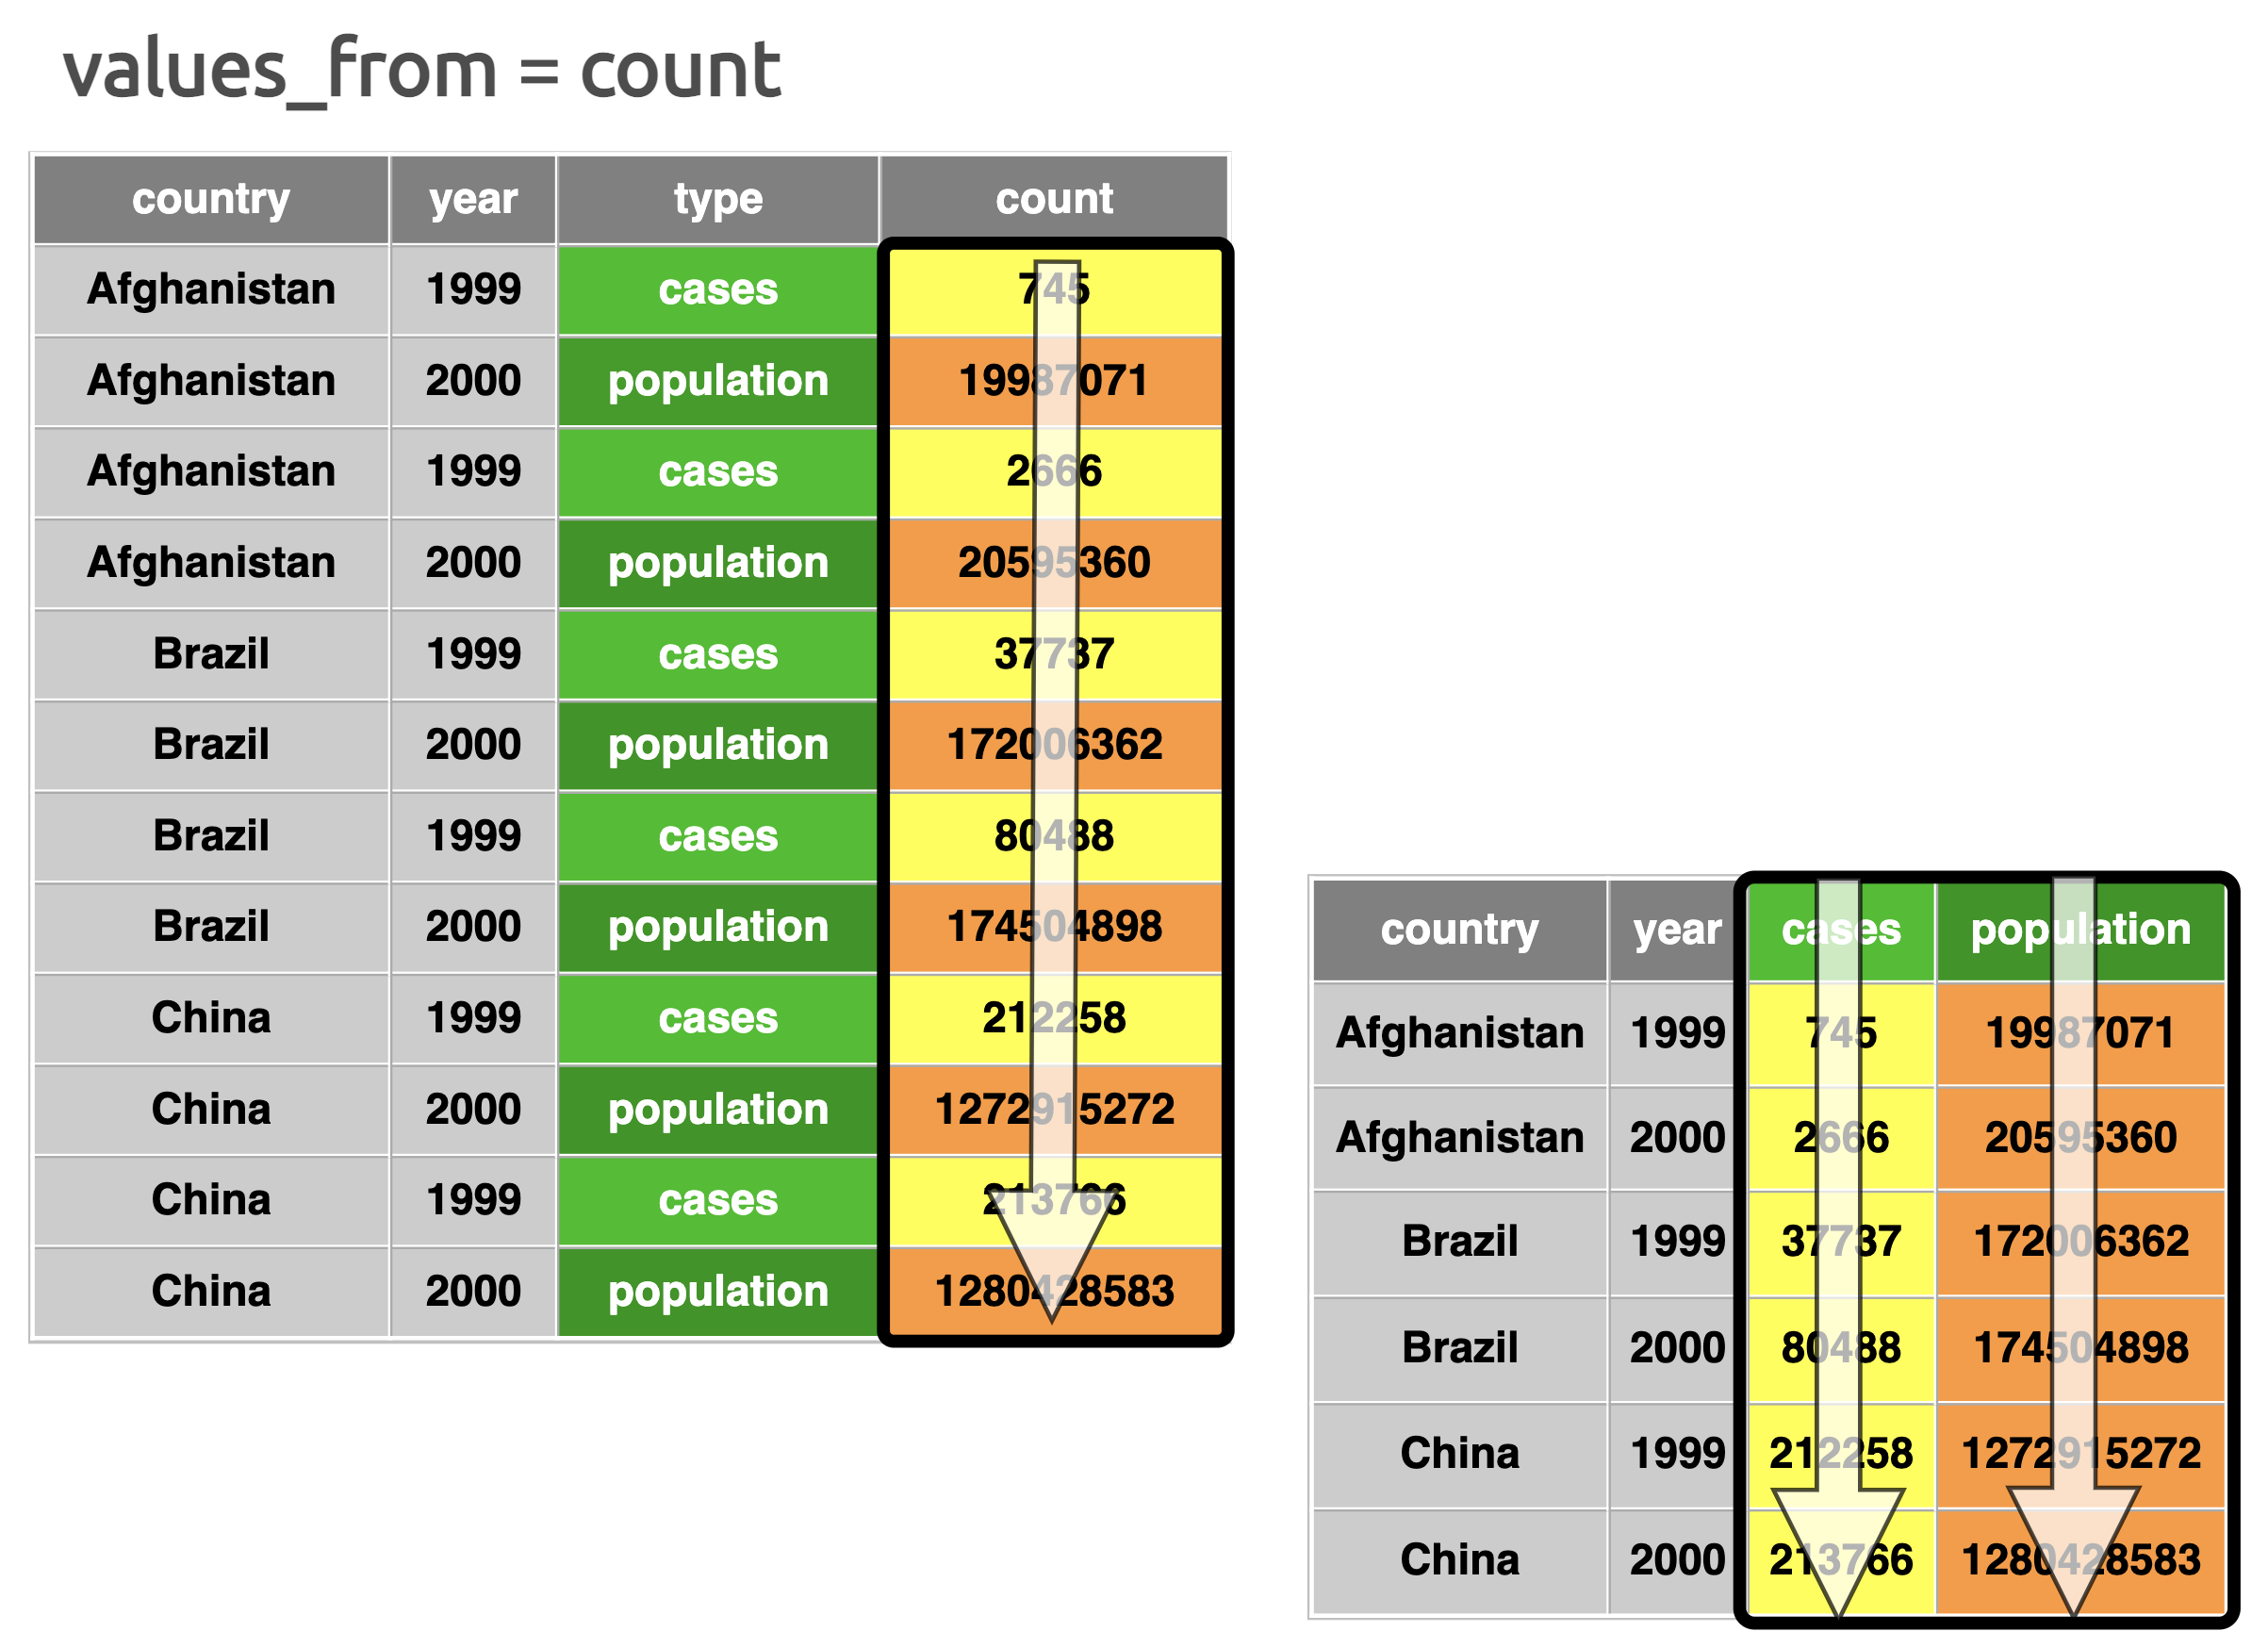 values_from = count
country year type count
Afghanistan 1999 cases 745
Afghanistan 2000 population 19987071
Afghanistan 1999 cases 2666
Afghanistan 2000 population 20595360
Brazil 1999 cases 37737
Brazil 2000 population 172006362
Brazil 1999 cases 80488
Brazil 2000 population 174504898
China 1999 cases 212258
China 2000 population 1272915272
China 1999 cases 213766
China 2000 population 1280428583
country year cases population
Afghanistan 1999 745 19987071
Afghanistan 2000 2666 20595360
Brazil 1999 37737 172006362
Brazil 2000 80488 174504898
China 1999 212258 1272915272
China 2000 213766 1280428583